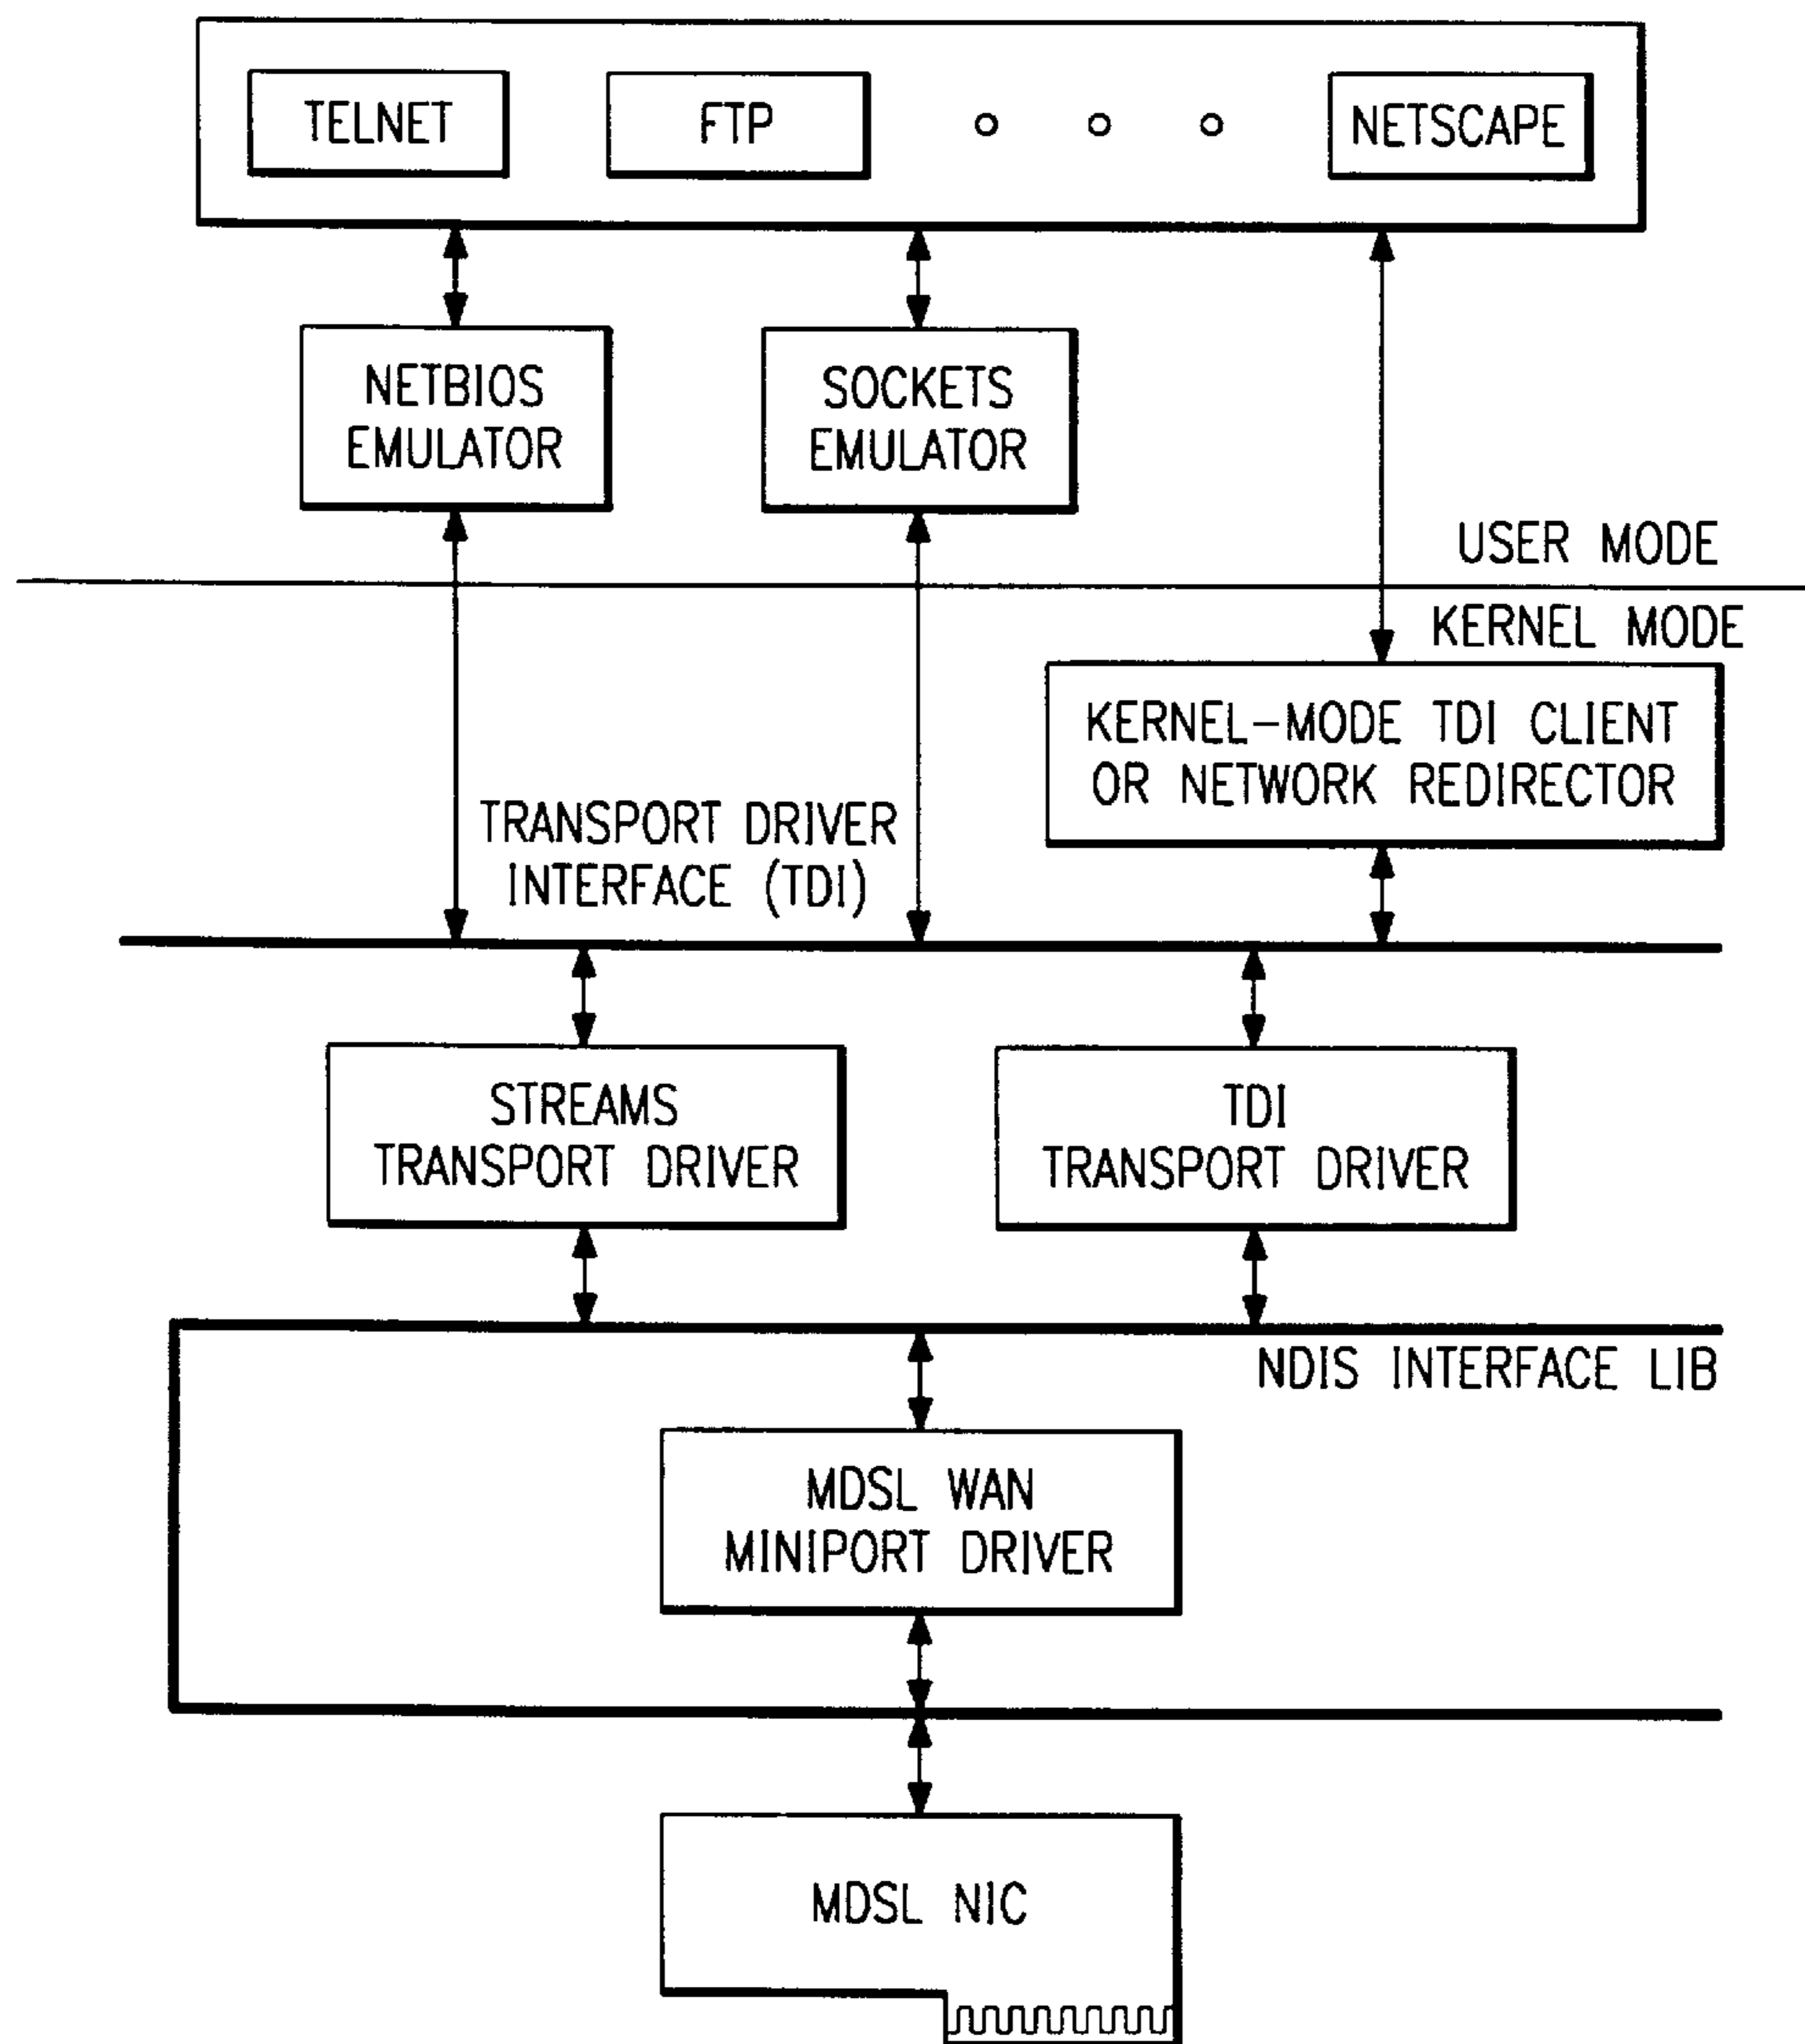 TELNET
FTP
NETSCAPE
NETBIOS
EMULATOR
SOCKETS
EMULATOR
USER MODE
KERNEL MODE
KERNEL-MODE TDI CLIENT
OR NETWORK REDIRECTOR
TRANSPORT DRIVER
INTERFACE (TDI)
STREAMS
TRANSPORT DRIVER
TDI
TRANSPORT DRIVER
NDIS INTERFACE LIB
MDSL WAN
MINIPORT DRIVER
MDSL NIC